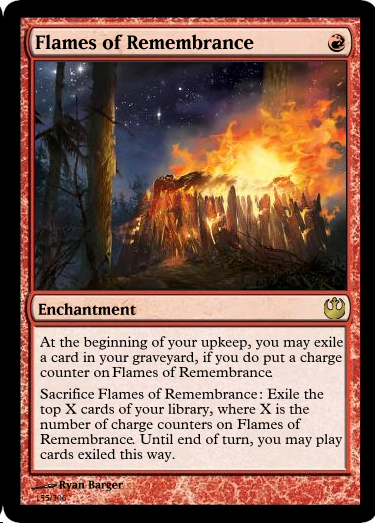 Flames of Remembrance
Enchantment
At the beginning of your upkeep, you may exile
a card in your graveyard, if you do put a charge
counter on Flames of Remembrance.
Sacrifice Flames of Remembrance: Exile the
top X cards of your library, where X is the
number of charge counters on Flames of
Remembrance. Until end of turn, you may play
cards exiled this way.
Ryan Barger